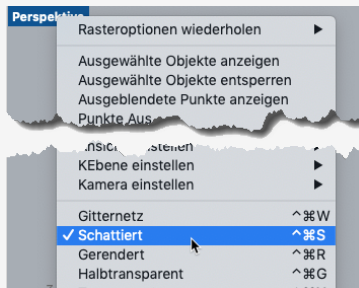 Perspektive
Rasteroptionen wiederholen ▶
Ausgewählte Objekte anzeigen
Ausgewählte Objekte entsperren
Ausgeblendete Punkte anzeigen
Punkte Aus
KEbene einstellen ▶
Kamera einstellen ▶
Gitternetz ^⌘W
✓ Schattiert ^⌘S
Gerendert ^⌘R
Halbtransparent ^⌘G